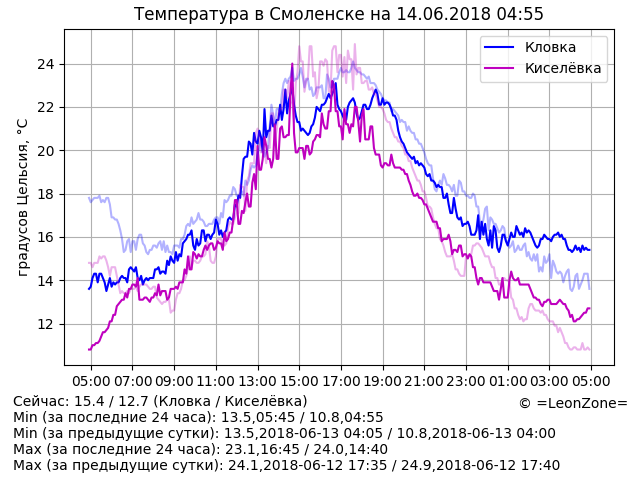 Температура в Смоленске на 14.06.2018 04:55
градусов Цельсия, °C
24
22
20
18
16
14
12
Кловка
Киселёвка
05:00 07:00 09:00 11:00 13:00 15:00 17:00 19:00 21:00 23:00 01:00 03:00 05:00
Сейчас: 15.4 / 12.7 (Кловка / Киселёвка)
© =LeonZone=
Min (за последние 24 часа): 13.5,05:45 / 10.8,04:55
Min (за предыдущие сутки): 13.5,2018-06-13 04:05 / 10.8,2018-06-13 04:00
Max (за последние 24 часа): 23.1,16:45 / 24.0,14:40
Max (за предыдущие сутки): 24.1,2018-06-12 17:35 / 24.9,2018-06-12 17:40